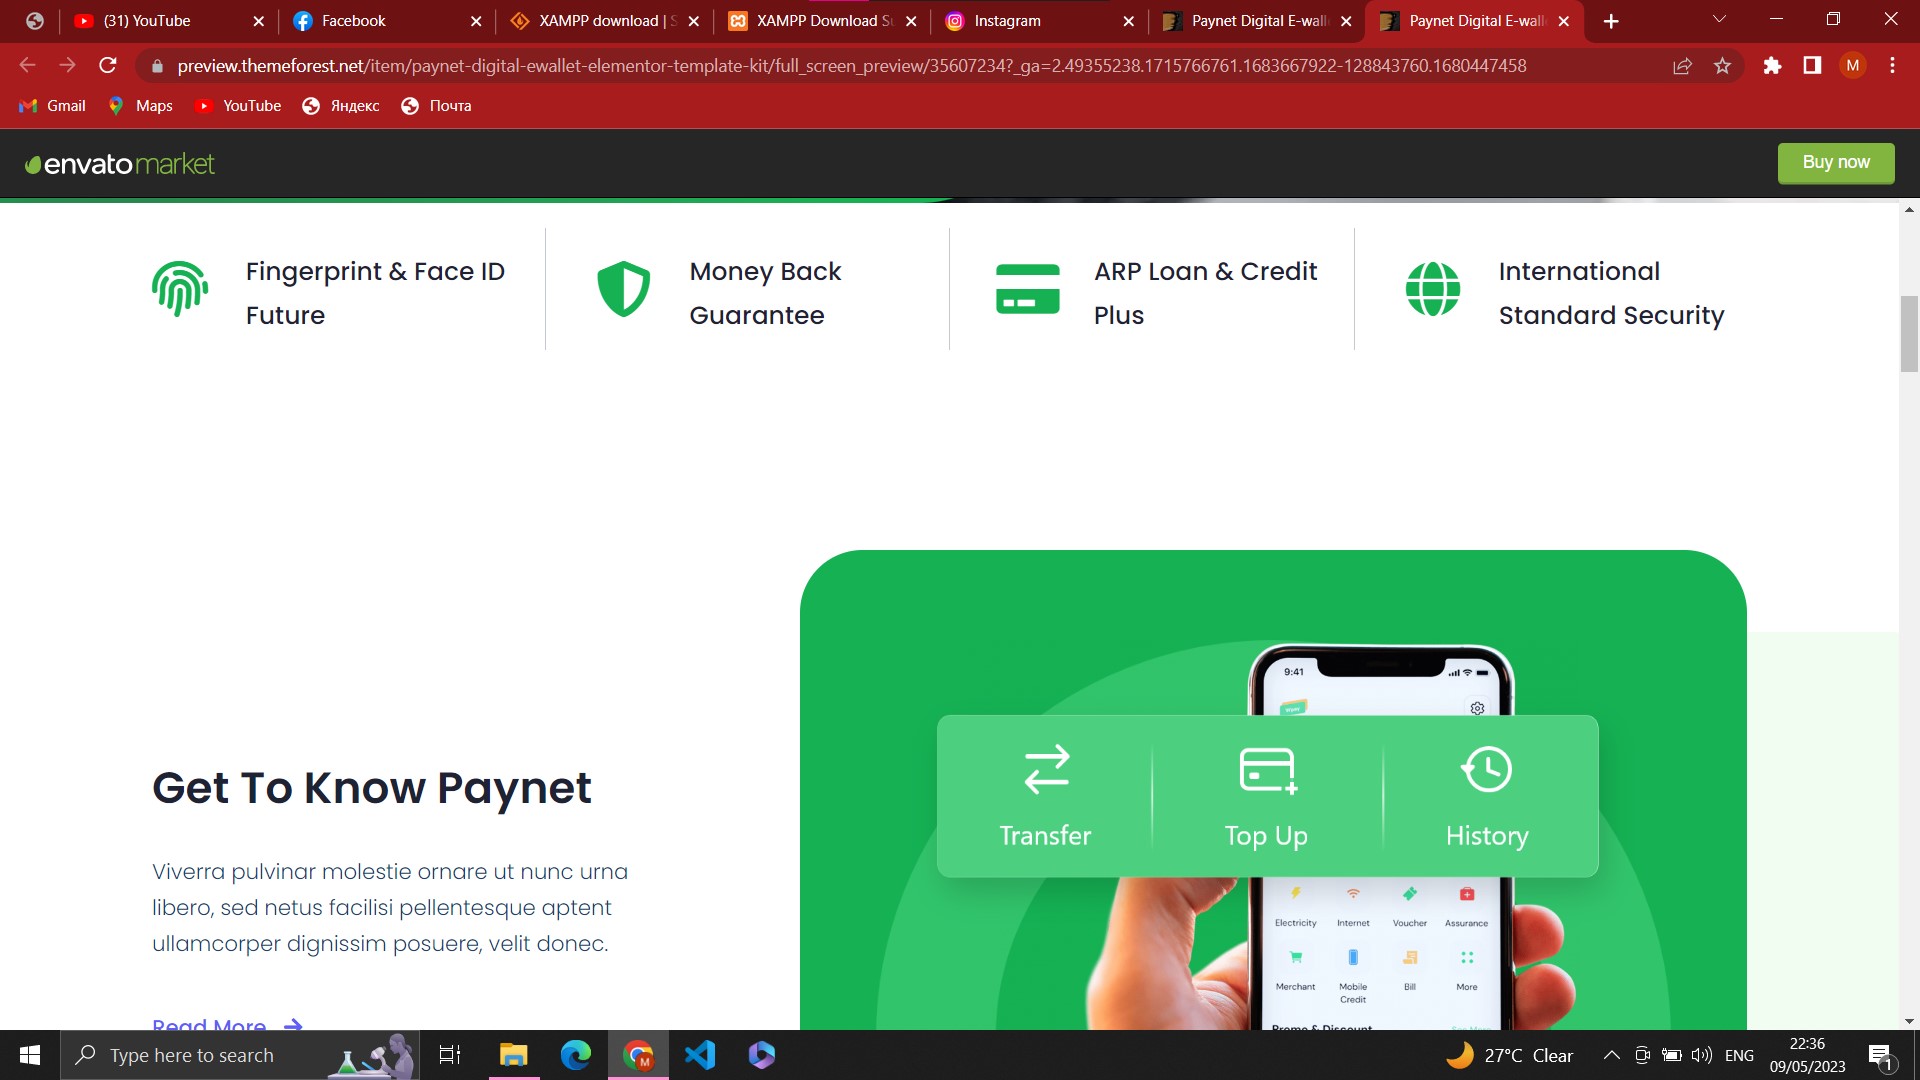 (31) YouTube
Facebook
XAMPP download | S
XAMPP Download Su
Instagram
Paynet Digital E-wall
Paynet Digital E-wall
preview.themeforest.net/item/paynet-digital-ewallet-elementor-template-kit/full_screen_preview/35607234?_ga=2.49355238.1715766761.1683667922-128843760.1680447458
M
Gmail
Maps
YouTube
Яндекс
Почта
envatomarket
Buy now
Fingerprint & Face ID
Future
Money Back
Guarantee
ARP Loan & Credit
Plus
International
Standard Security
9:41
Transfer
Top Up
History
Get To Know Paynet
Viverra pulvinar molestie ornare ut nunc urna
libero, sed netus facilisi pellentesque aptent
ullamcorper dignissim posuere, velit donec.
Read More
Electricity
Internet
Voucher
Assurance
Merchant
Mobile
Credit
Bill
More
Promo & Discount
See More
Type here to search
M
27°C Clear
ENG
22:36
09/05/2023
1